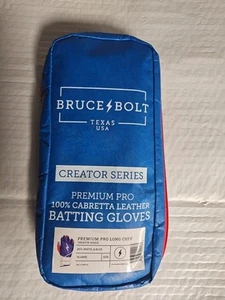 BRUCE BOLT
TEXAS
USA
CREATOR SERIES
PREMIUM PRO
100% CABRETTA LEATHER
BATTING GLOVES
PREMIUM PRO LONG CUFF